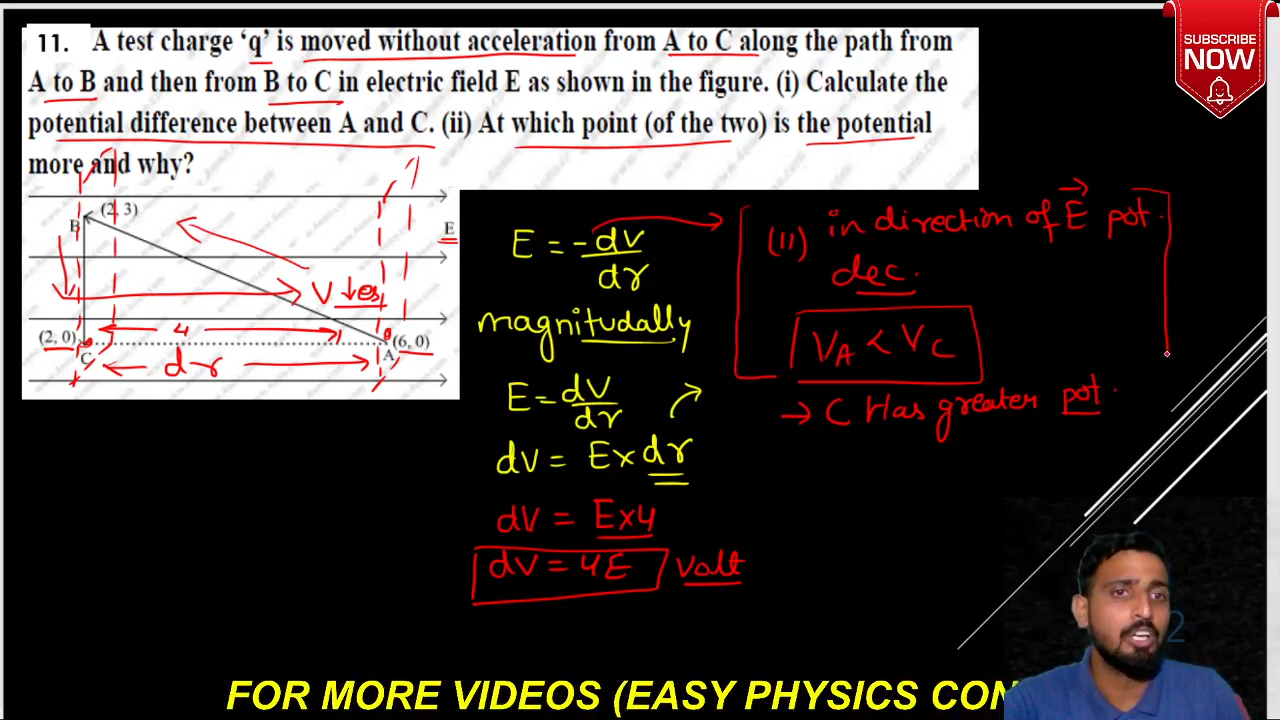 SUBSCRIBE
NOW
11. A test charge ‘q’ is moved without acceleration from A to C along the path from
A to B and then from B to C in electric field E as shown in the figure. (i) Calculate the
potential difference between A and C. (ii) At which point (of the two) is the potential
more and why?
B (2, 3)
E
V ↓es
(2, 0)
4
(6, 0)
C
dr
A
E = -dV/dr
magnitudally
E = dV/dr
dV = E×dr
dV = E×4
dV = 4E volt
(II) in direction of E⃗ pot.
dec.
VA < VC
→ C Has greater pot.
2
FOR MORE VIDEOS (EASY PHYSICS CON